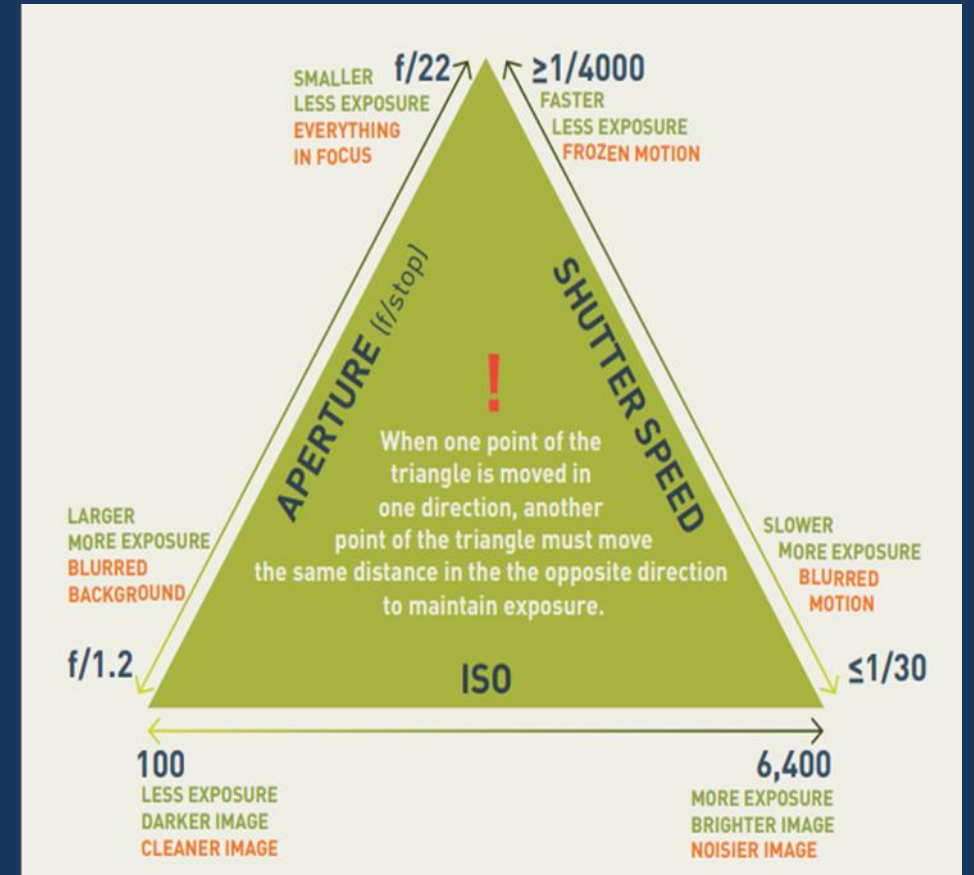 f/22
SMALLER
LESS EXPOSURE
EVERYTHING
IN FOCUS
≥1/4000
FASTER
LESS EXPOSURE
FROZEN MOTION
APERTURE (f/stop)
SHUTTER SPEED
!
When one point of the
triangle is moved in
one direction, another
point of the triangle must move
the same distance in the the opposite direction
to maintain exposure.
LARGER
MORE EXPOSURE
BLURRED
BACKGROUND
f/1.2
SLOWER
MORE EXPOSURE
BLURRED
MOTION
≤1/30
ISO
100
LESS EXPOSURE
DARKER IMAGE
CLEANER IMAGE
6,400
MORE EXPOSURE
BRIGHTER IMAGE
NOISIER IMAGE